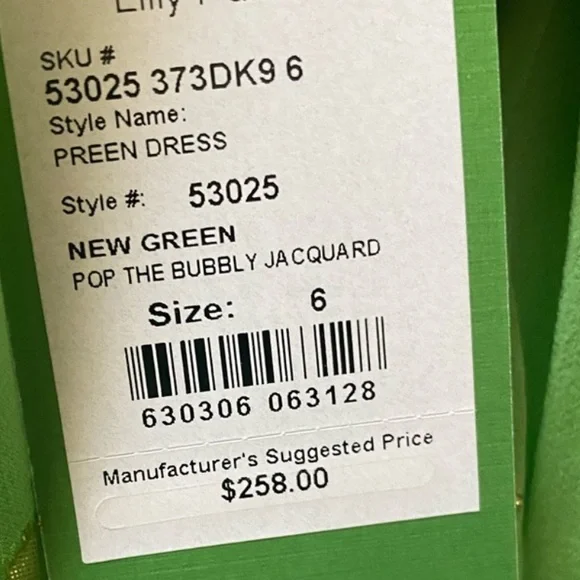 SKU #
53025 373DK9 6
Style Name:
PREEN DRESS
Style #: 53025
NEW GREEN
POP THE BUBBLY JACQUARD
Size: 6
630306 063128
Manufacturer's Suggested Price
$258.00